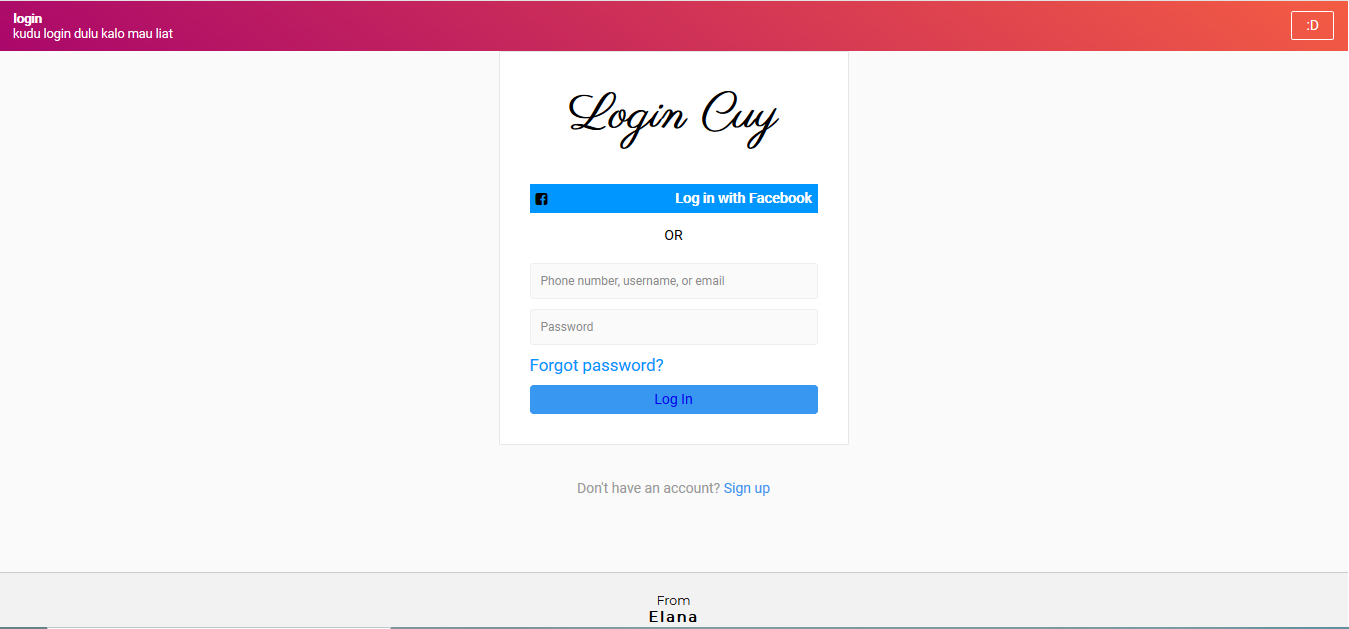 login
kudu login dulu kalo mau liat
:D
Login Cuy
Log in with Facebook
OR
Phone number, username, or email
Password
Forgot password?
Log In
Don't have an account? Sign up
From
Elana